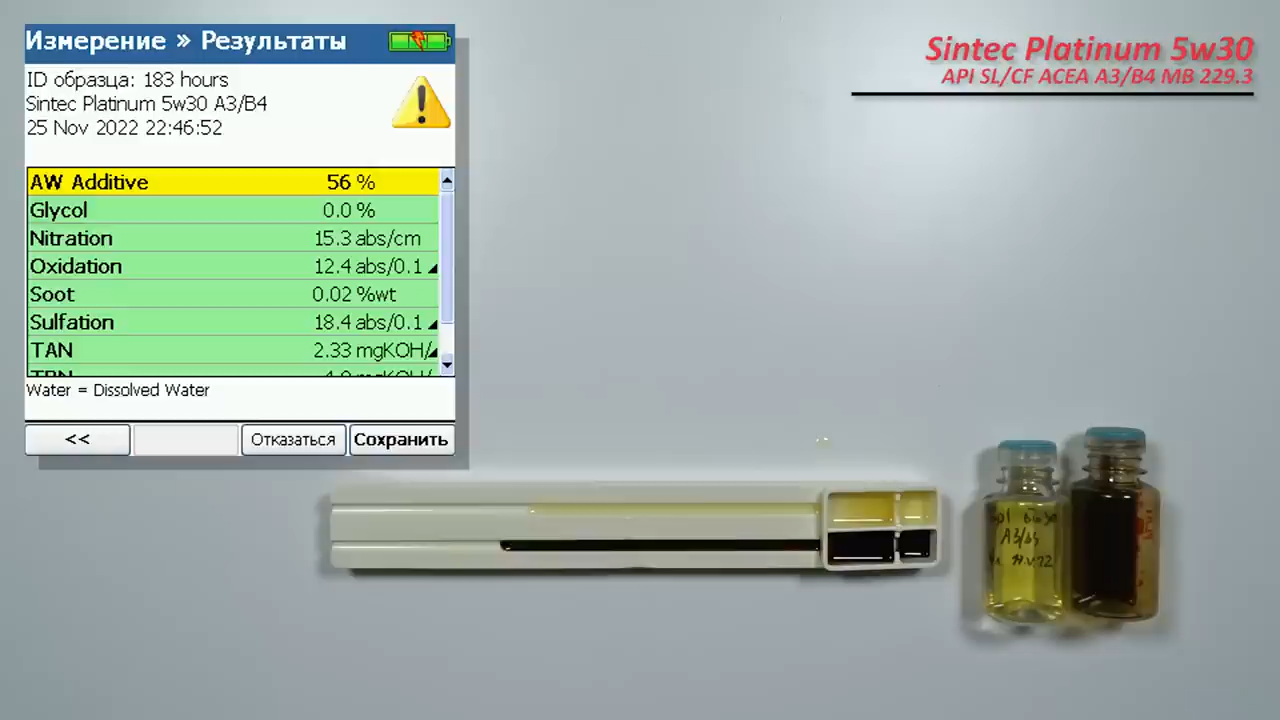 Измерение » Результаты
ID образца: 183 hours
Sintec Platinum 5w30 A3/B4
25 Nov 2022 22:46:52
AW Additive 56 %
Glycol 0.0 %
Nitration 15.3 abs/cm
Oxidation 12.4 abs/0.1
Soot 0.02 %wt
Sulfation 18.4 abs/0.1
TAN 2.33 mgKOH/
Water = Dissolved Water
<<
Отказаться
Сохранить
Sintec Platinum 5w30
API SL/CF ACEA A3/B4 MB 229.3